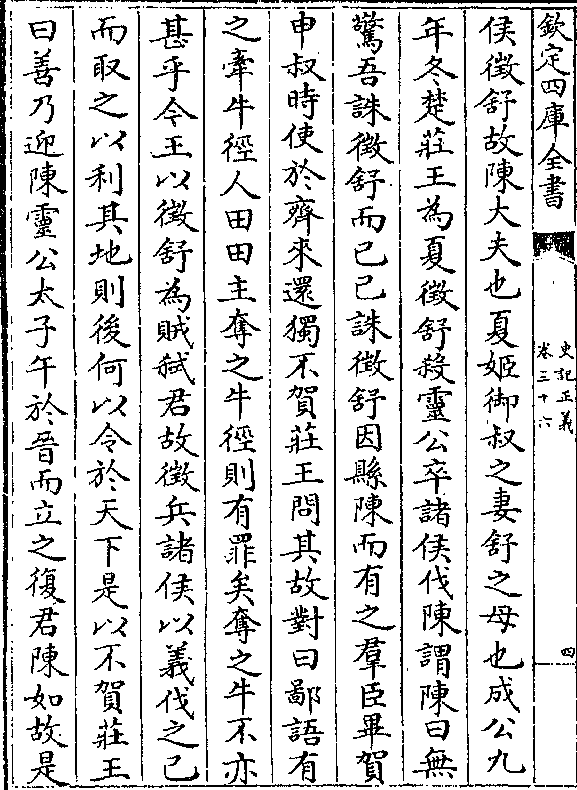 欽定四庫全書
史記正義
卷三十六
四
侯徵舒故陳大夫也夏姬御叔之妻舒之母也成公九
年冬楚莊王為夏徵舒殺靈公卒諸侯伐陳謂陳曰無
驚吾誅徵舒而已已誅徵舒因縣陳而有之羣臣畢賀
申叔時使於齊來還獨不賀莊王問其故對曰鄙語有
之牽牛徑人田田主奪之牛徑則有罪矣奪之牛不亦
甚乎今王以徵舒為賊弒君故徵兵諸侯以義伐之已
而取之以利其地則後何以令於天下是以不賀莊王
曰善乃迎陳靈公太子午於晉而立之復君陳如故是